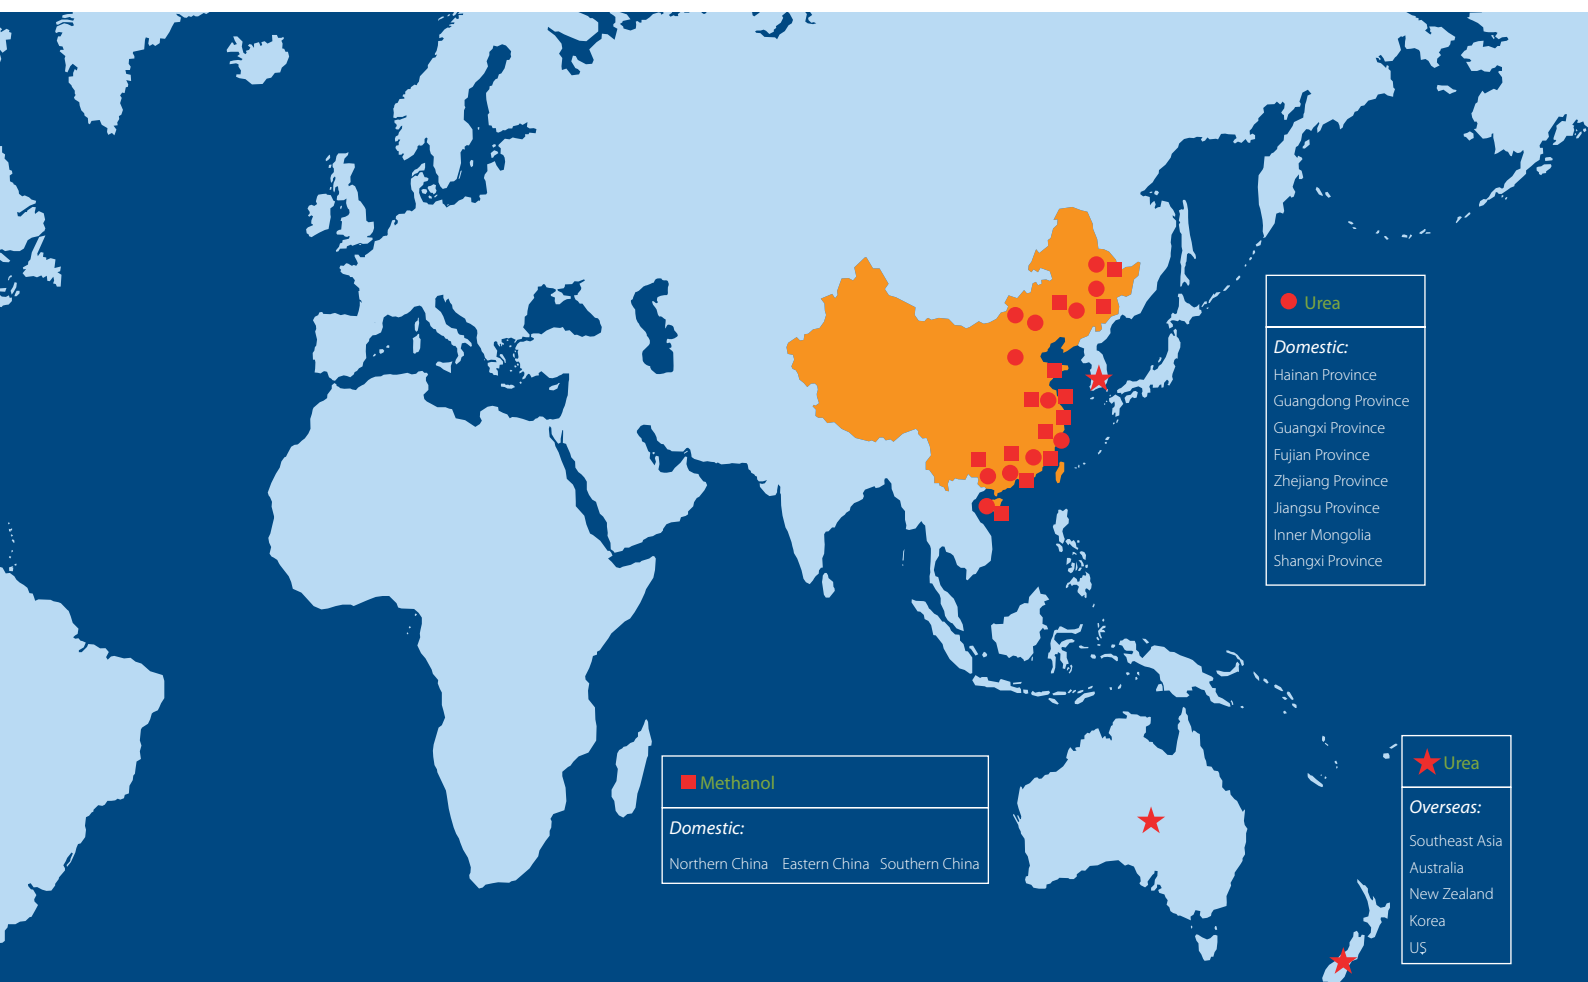 Urea
Domestic:
Hainan Province
Guangdong Province
Guangxi Province
Fujian Province
Zhejiang Province
Jiangsu Province
Inner Mongolia
Shangxi Province
Methanol
Domestic:
Northern China Eastern China Southern China
Urea
Overseas:
Southeast Asia
Australia
New Zealand
Korea
US